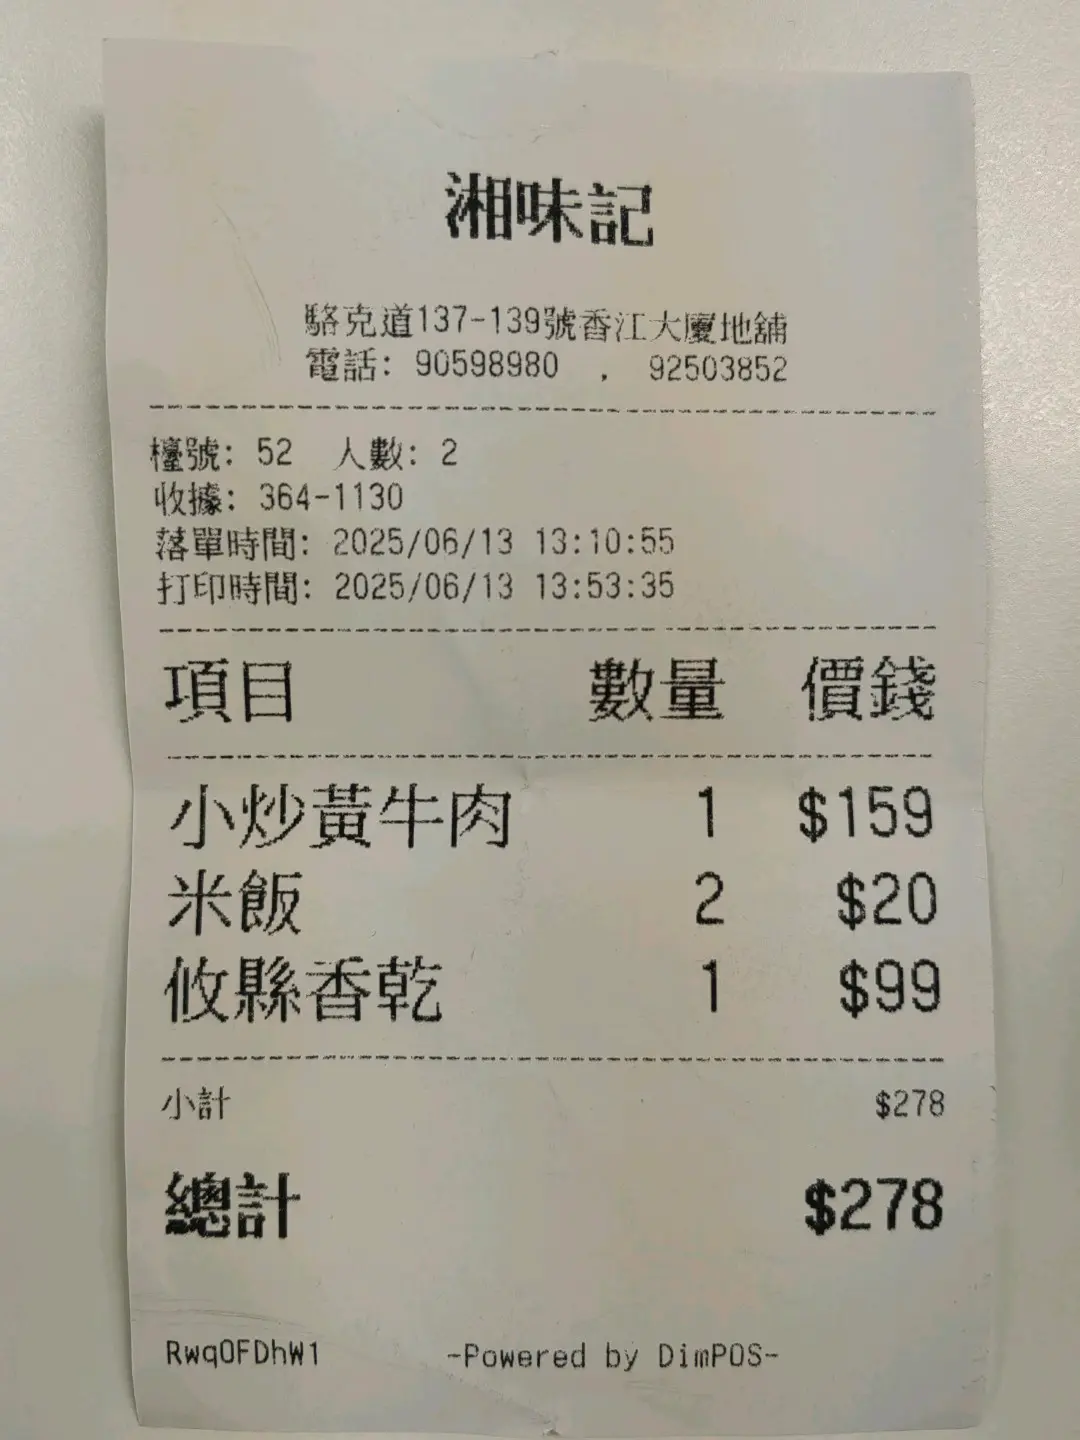 湘味記
駱克道137-139號香江大廈地舖
電話: 90598980 , 92503852
檯號: 52 人數: 2
收據: 364-1130
落單時間: 2025/06/13 13:10:55
打印時間: 2025/06/13 13:53:35
項目 數量 價錢
小炒黃牛肉 1 $159
米飯 2 $20
攸縣香乾 1 $99
小計 $278
總計 $278
RwqOFDhW1 -Powered by DimPOS-